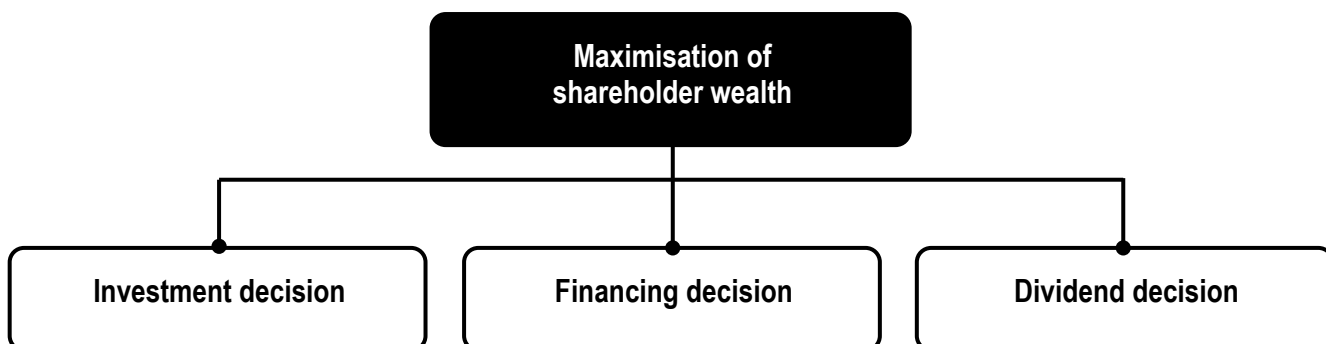 Maximisation of
shareholder wealth
Investment decision
Financing decision
Dividend decision